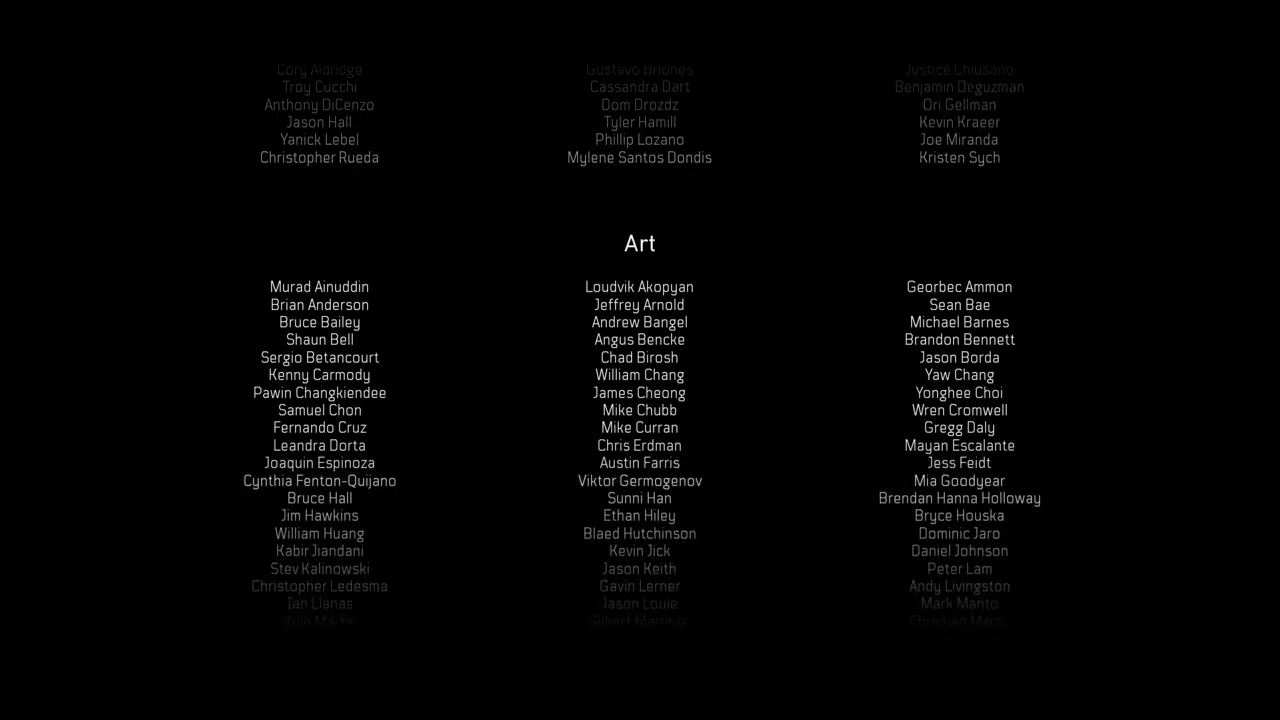 Cory Aldridge Gustavo Briones Justice Chiusano
Troy Cucchi Cassandra Dart Benjamin Deguzman
Anthony DiCenzo Dom Drozdz Ori Gellman
Jason Hall Tyler Hamill Kevin Kraeer
Yanick Lebel Phillip Lozano Joe Miranda
Christopher Rueda Mylene Santos Dondis Kristen Sych
Art
Murad Ainuddin Loudvik Akopyan Georbec Ammon
Brian Anderson Jeffrey Arnold Sean Bae
Bruce Bailey Andrew Bangel Michael Barnes
Shaun Bell Angus Bencke Brandon Bennett
Sergio Betancourt Chad Birosh Jason Borda
Kenny Carmody William Chang Yaw Chang
Pawin Changkiendee James Cheong Yonghee Choi
Samuel Chon Mike Chubb Wren Cromwell
Fernando Cruz Mike Curran Gregg Daly
Leandra Dorta Chris Erdman Mayan Escalante
Joaquin Espinoza Austin Farris Jess Feidt
Cynthia Fenton-Quijano Viktor Germogenov Mia Goodyear
Bruce Hall Sunni Han Brendan Hanna Holloway
Jim Hawkins Ethan Hiley Bryce Houska
William Huang Blaed Hutchinson Dominic Jaro
Kabir Jiandani Kevin Jick Daniel Johnson
Stev Kalinowski Jason Keith Peter Lam
Christopher Ledesma Gavin Lerner Andy Livingston
Ian Llanas Jason Louie Mark Manto
Kyle Martin